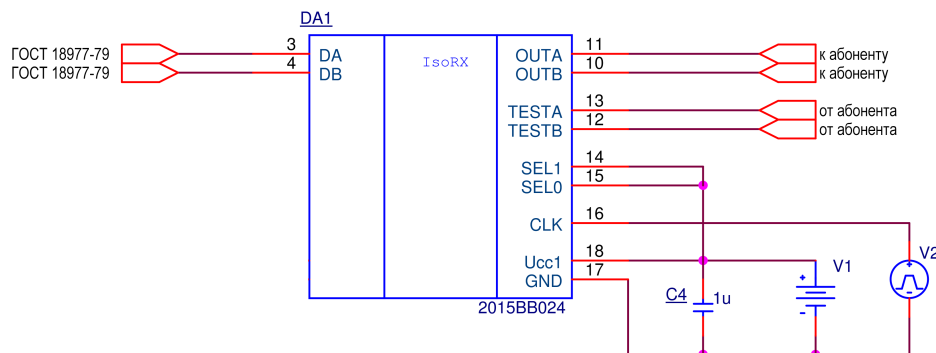 DA1
ГОСТ 18977-79
ГОСТ 18977-79
3
4
DA
DB
IsoRX
OUTA
OUTB
11
10
к абоненту
к абоненту
TESTA
TESTB
13
12
от абонента
от абонента
SEL1
SEL0
14
15
CLK
16
Ucc1
GND
18
17
2015BB024
C4
1u
V1
V2